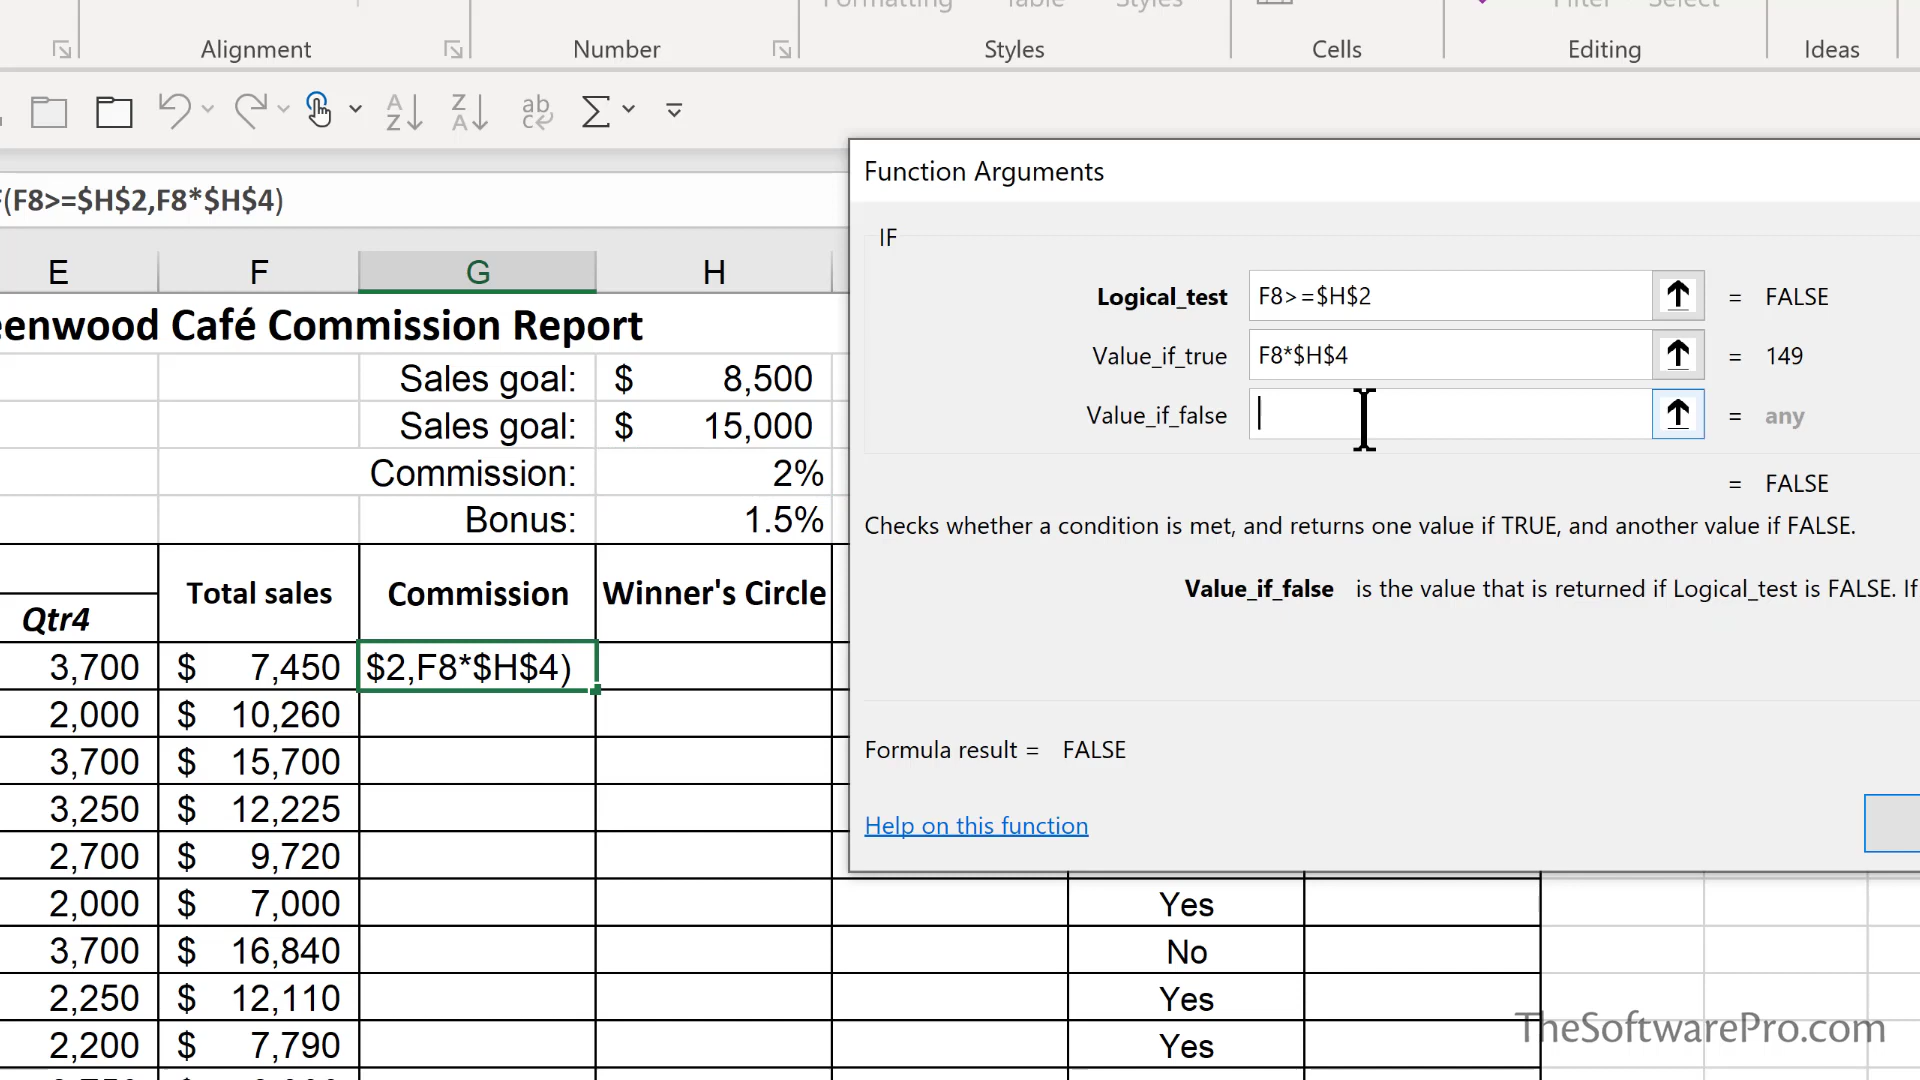 Formatting Table Styles Filter Select
Alignment Number Styles Cells Editing Ideas
(F8>=$H$2,F8*$H$4)
E F G H
eenwood Café Commission Report
Sales goal: $ 8,500
Sales goal: $ 15,000
Commission: 2%
Bonus: 1.5%
Total sales Commission Winner's Circle
Qtr4
3,700 $ 7,450 $2,F8*$H$4)
2,000 $ 10,260
3,700 $ 15,700
3,250 $ 12,225
2,700 $ 9,720
2,000 $ 7,000 Yes
3,700 $ 16,840 No
2,250 $ 12,110 Yes
2,200 $ 7,790 Yes
Function Arguments
IF
Logical_test F8>=$H$2 = FALSE
Value_if_true F8*$H$4 = 149
Value_if_false = any
= FALSE
Checks whether a condition is met, and returns one value if TRUE, and another value if FALSE.
Value_if_false is the value that is returned if Logical_test is FALSE. If
Formula result = FALSE
Help on this function
TheSoftwarePro.com